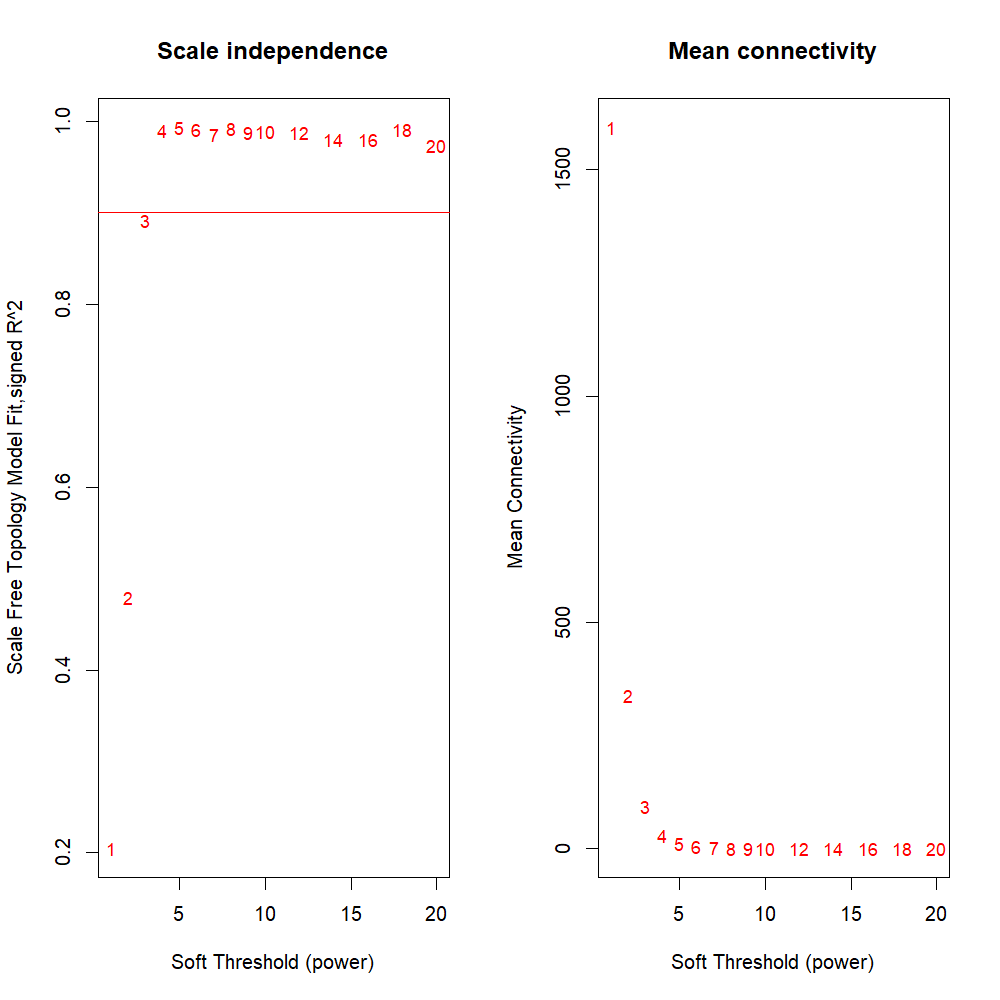 Scale independence
Scale Free Topology Model Fit,signed R^2
1.0
0.8
0.6
0.4
0.2
1
2
3
4 5 6 7 8 9 10 12 14 16 18 20
5 10 15 20
Soft Threshold (power)
Mean connectivity
Mean Connectivity
1500
1000
500
0
1
2
3
4 5 6 7 8 9 10 12 14 16 18 20
5 10 15 20
Soft Threshold (power)